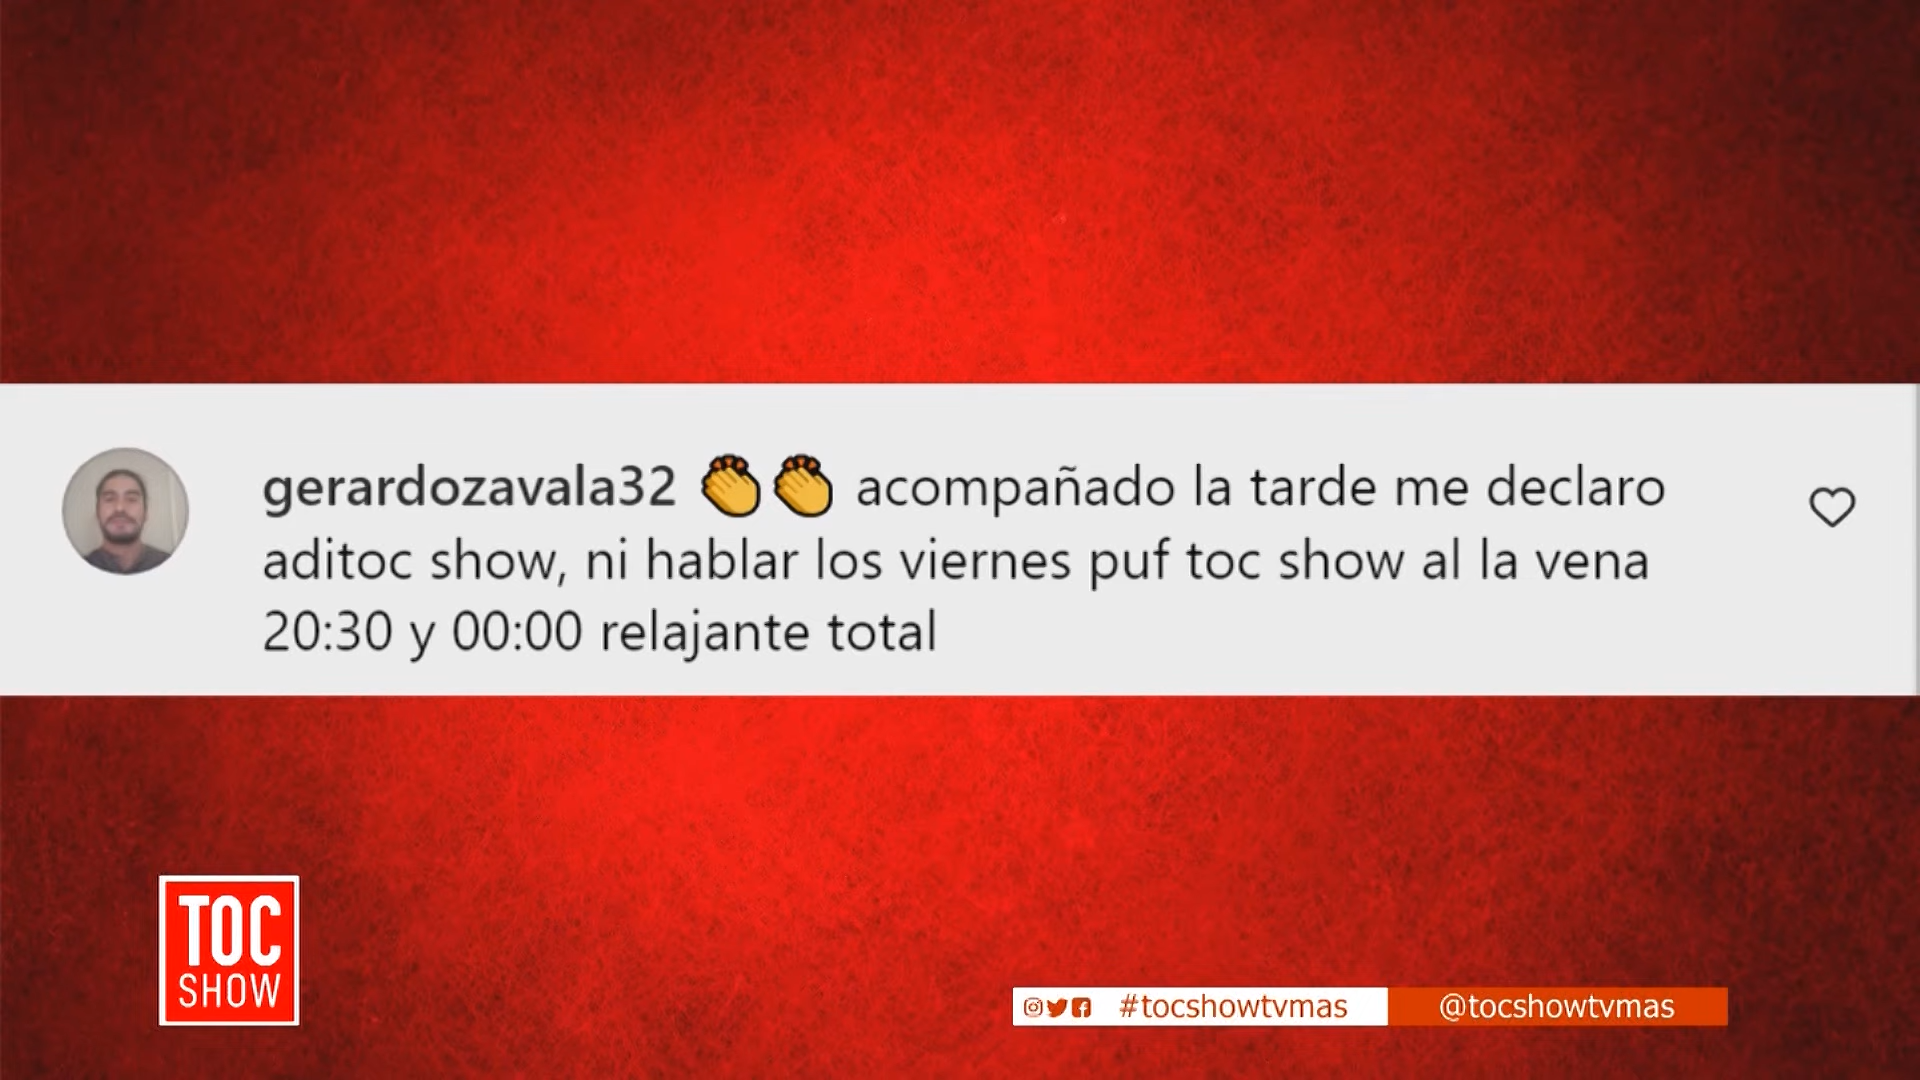 gerardozavala32 👏👏 acompañado la tarde me declaro
aditoc show, ni hablar los viernes puf toc show al la vena
20:30 y 00:00 relajante total
TOC
SHOW
#tocshowtvmas
@tocshowtvmas